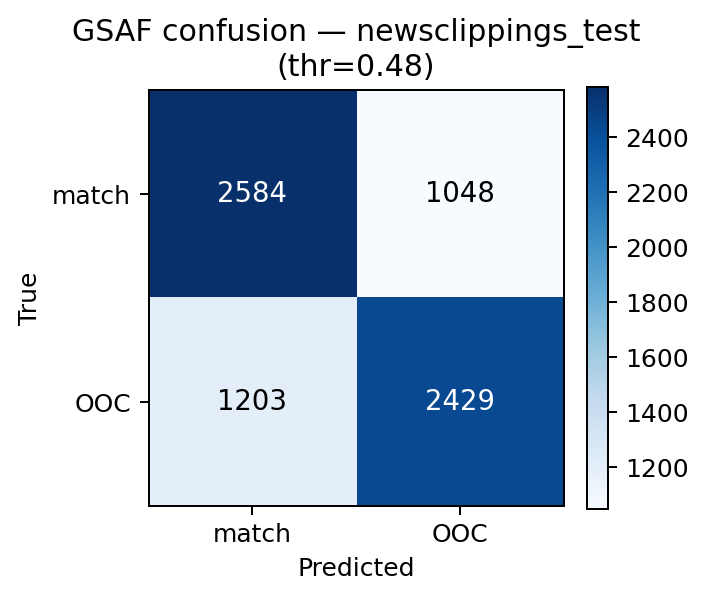 GSAF confusion — newsclippings_test
(thr=0.48)
True
match
OOC
2584
1048
1203
2429
match
OOC
Predicted
2400
2200
2000
1800
1600
1400
1200